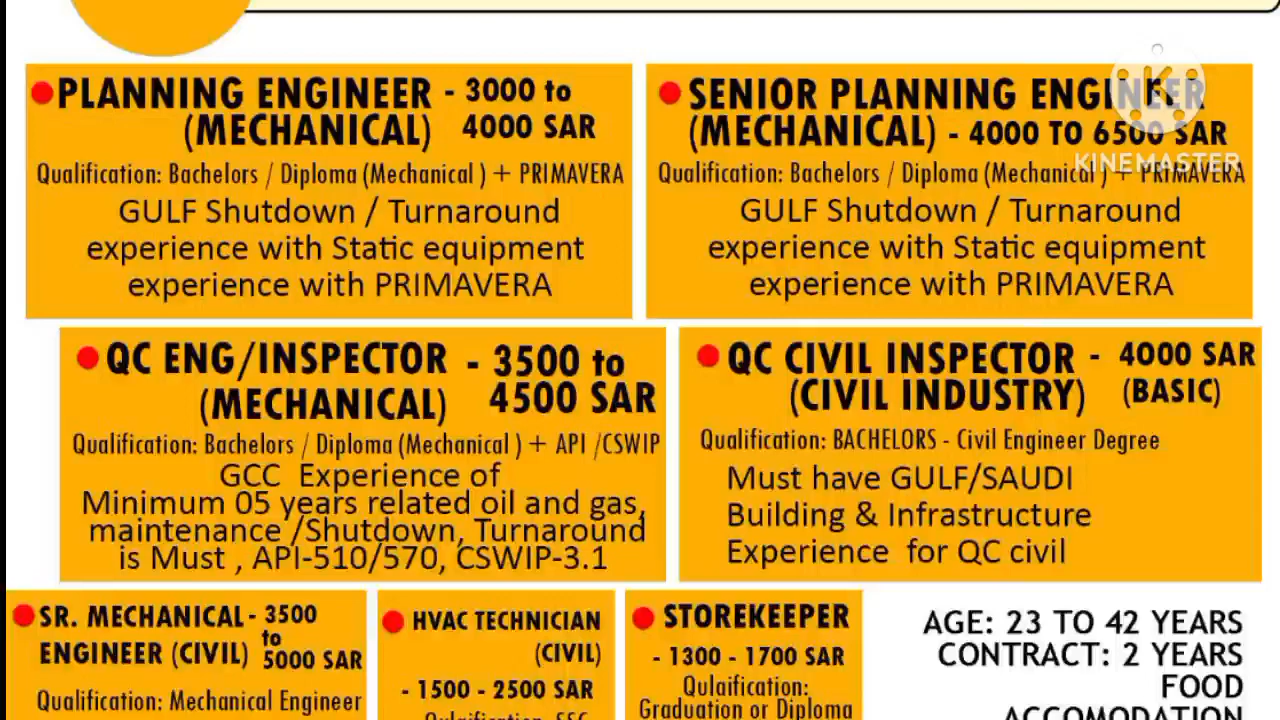 PLANNING ENGINEER - 3000 to
(MECHANICAL) 4000 SAR
Qualification: Bachelors / Diploma (Mechanical ) + PRIMAVERA
GULF Shutdown / Turnaround
experience with Static equipment
experience with PRIMAVERA
SENIOR PLANNING ENGINEER
(MECHANICAL) - 4000 TO 6500 SAR
Qualification: Bachelors / Diploma (Mechanical ) + PRIMAVERA
GULF Shutdown / Turnaround
experience with Static equipment
experience with PRIMAVERA
K
KINEMASTER
QC ENG/INSPECTOR - 3500 to
(MECHANICAL) 4500 SAR
Qualification: Bachelors / Diploma (Mechanical ) + API /CSWIP
GCC Experience of
Minimum 05 years related oil and gas,
maintenance /Shutdown, Turnaround
is Must , API-510/570, CSWIP-3.1
QC CIVIL INSPECTOR - 4000 SAR
(CIVIL INDUSTRY) (BASIC)
Qualification: BACHELORS - Civil Engineer Degree
Must have GULF/SAUDI
Building & Infrastructure
Experience for QC civil
SR. MECHANICAL - 3500
to
ENGINEER (CIVIL) 5000 SAR
Qualification: Mechanical Engineer
HVAC TECHNICIAN
(CIVIL)
- 1500 - 2500 SAR
Qulaification: SSC
STOREKEEPER
- 1300 - 1700 SAR
Qulaification:
Graduation or Diploma
AGE: 23 TO 42 YEARS
CONTRACT: 2 YEARS
FOOD
ACCOMODATION